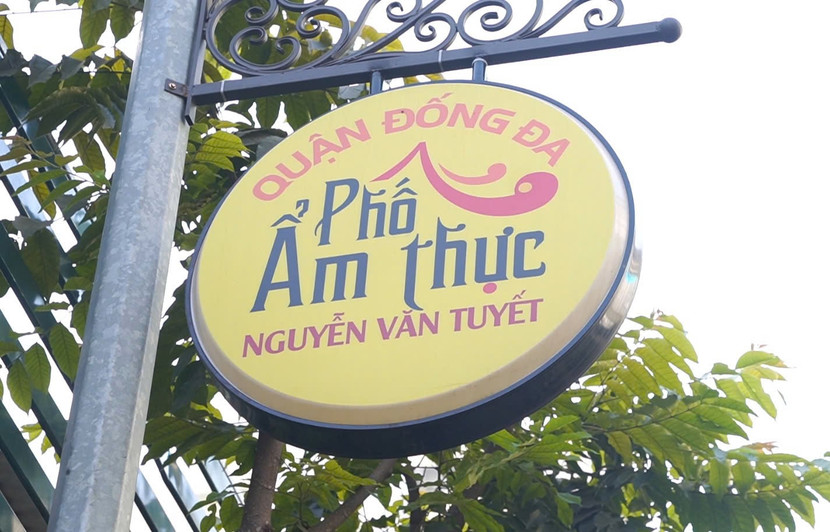 QUẬN ĐỐNG ĐA
Phố
Ẩm thực
NGUYỄN VĂN TUYẾT